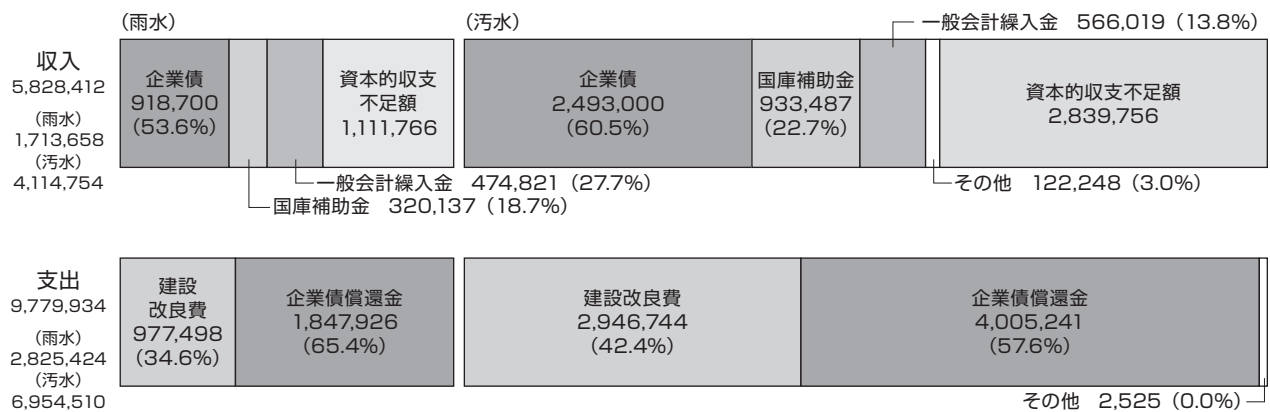 （雨水）
（汚水）
一般会計繰入金 566,019（13.8%）
収入
5,828,412
（雨水）
1,713,658
（汚水）
4,114,754
企業債
918,700
(53.6%)
資本的収支
不足額
1,111,766
企業債
2,493,000
(60.5%)
国庫補助金
933,487
(22.7%)
資本的収支不足額
2,839,756
一般会計繰入金 474,821（27.7%）
国庫補助金 320,137（18.7%）
その他 122,248（3.0%）
支出
9,779,934
（雨水）
2,825,424
（汚水）
6,954,510
建設
改良費
977,498
(34.6%)
企業債償還金
1,847,926
(65.4%)
建設改良費
2,946,744
(42.4%)
企業債償還金
4,005,241
(57.6%)
その他 2,525（0.0%）